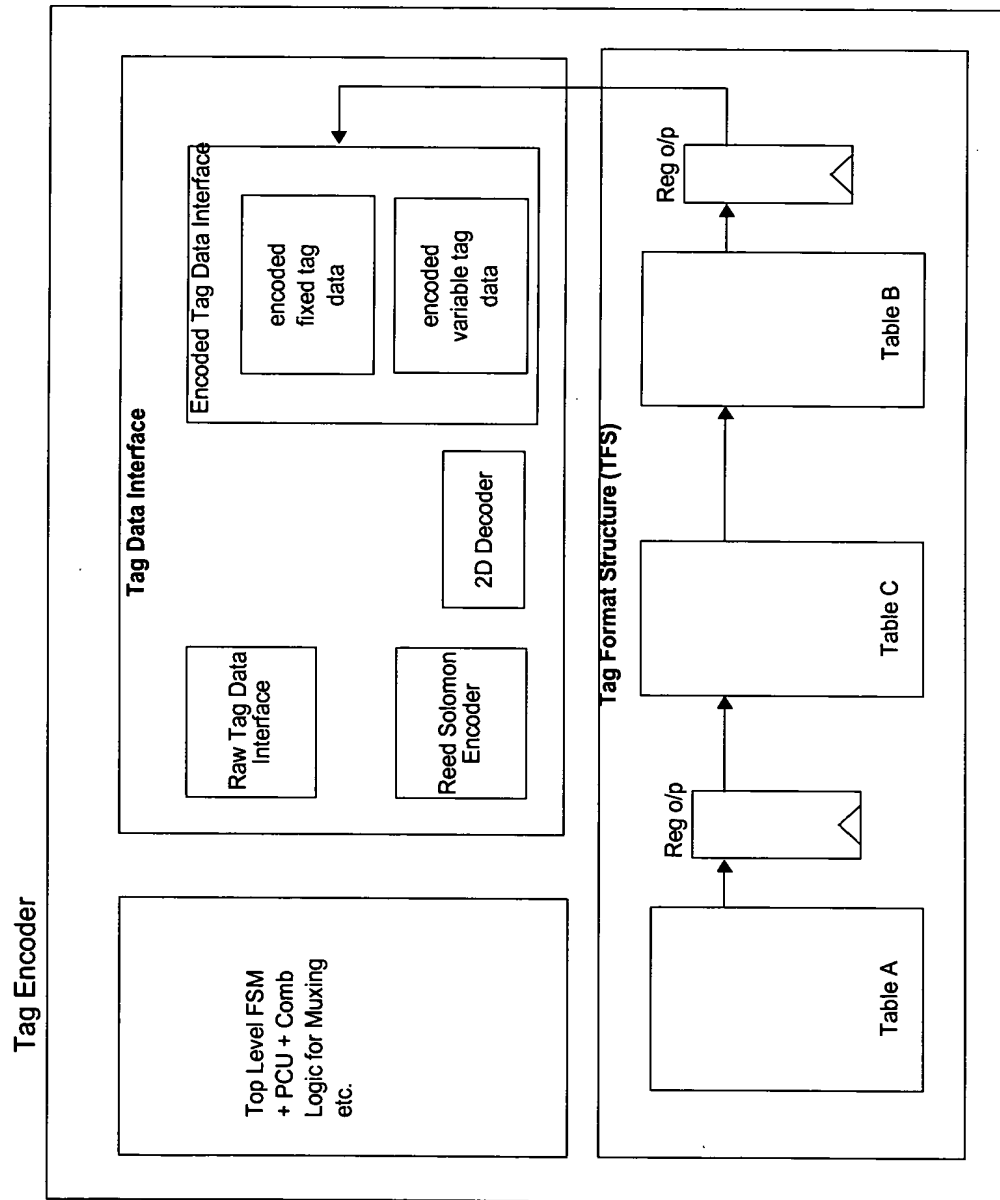 Tag Encoder
Top Level FSM
+ PCU + Comb
Logic for Muxing
etc.
Tag Data Interface
Raw Tag Data
Interface
Reed Solomon
Encoder
2D Decoder
Encoded Tag Data Interface
encoded
fixed tag
data
encoded
variable tag
data
Tag Format Structure (TFS)
Table A
Reg o/p
Table C
Table B
Reg o/p